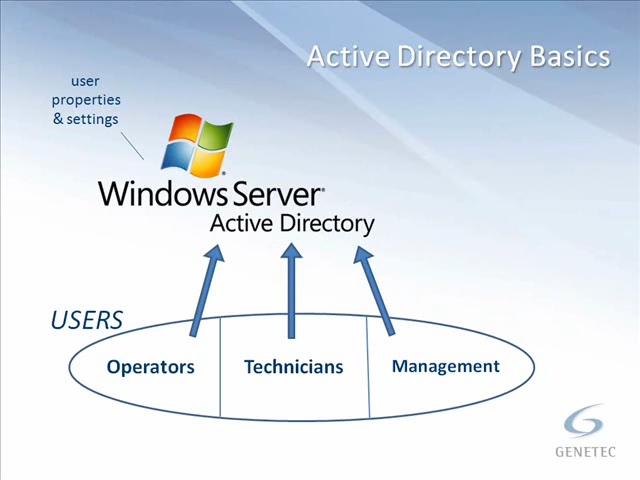 Active Directory Basics
user
properties
& settings
Windows Server
Active Directory
USERS
Operators
Technicians
Management
GENETEC